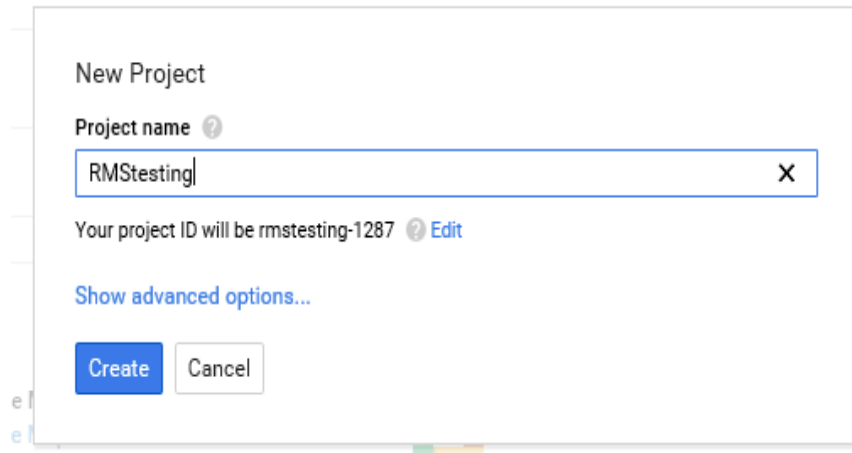 New Project
Project name ?
RMStesting
Your project ID will be rmstesting-1287 ? Edit
Show advanced options...
Create Cancel